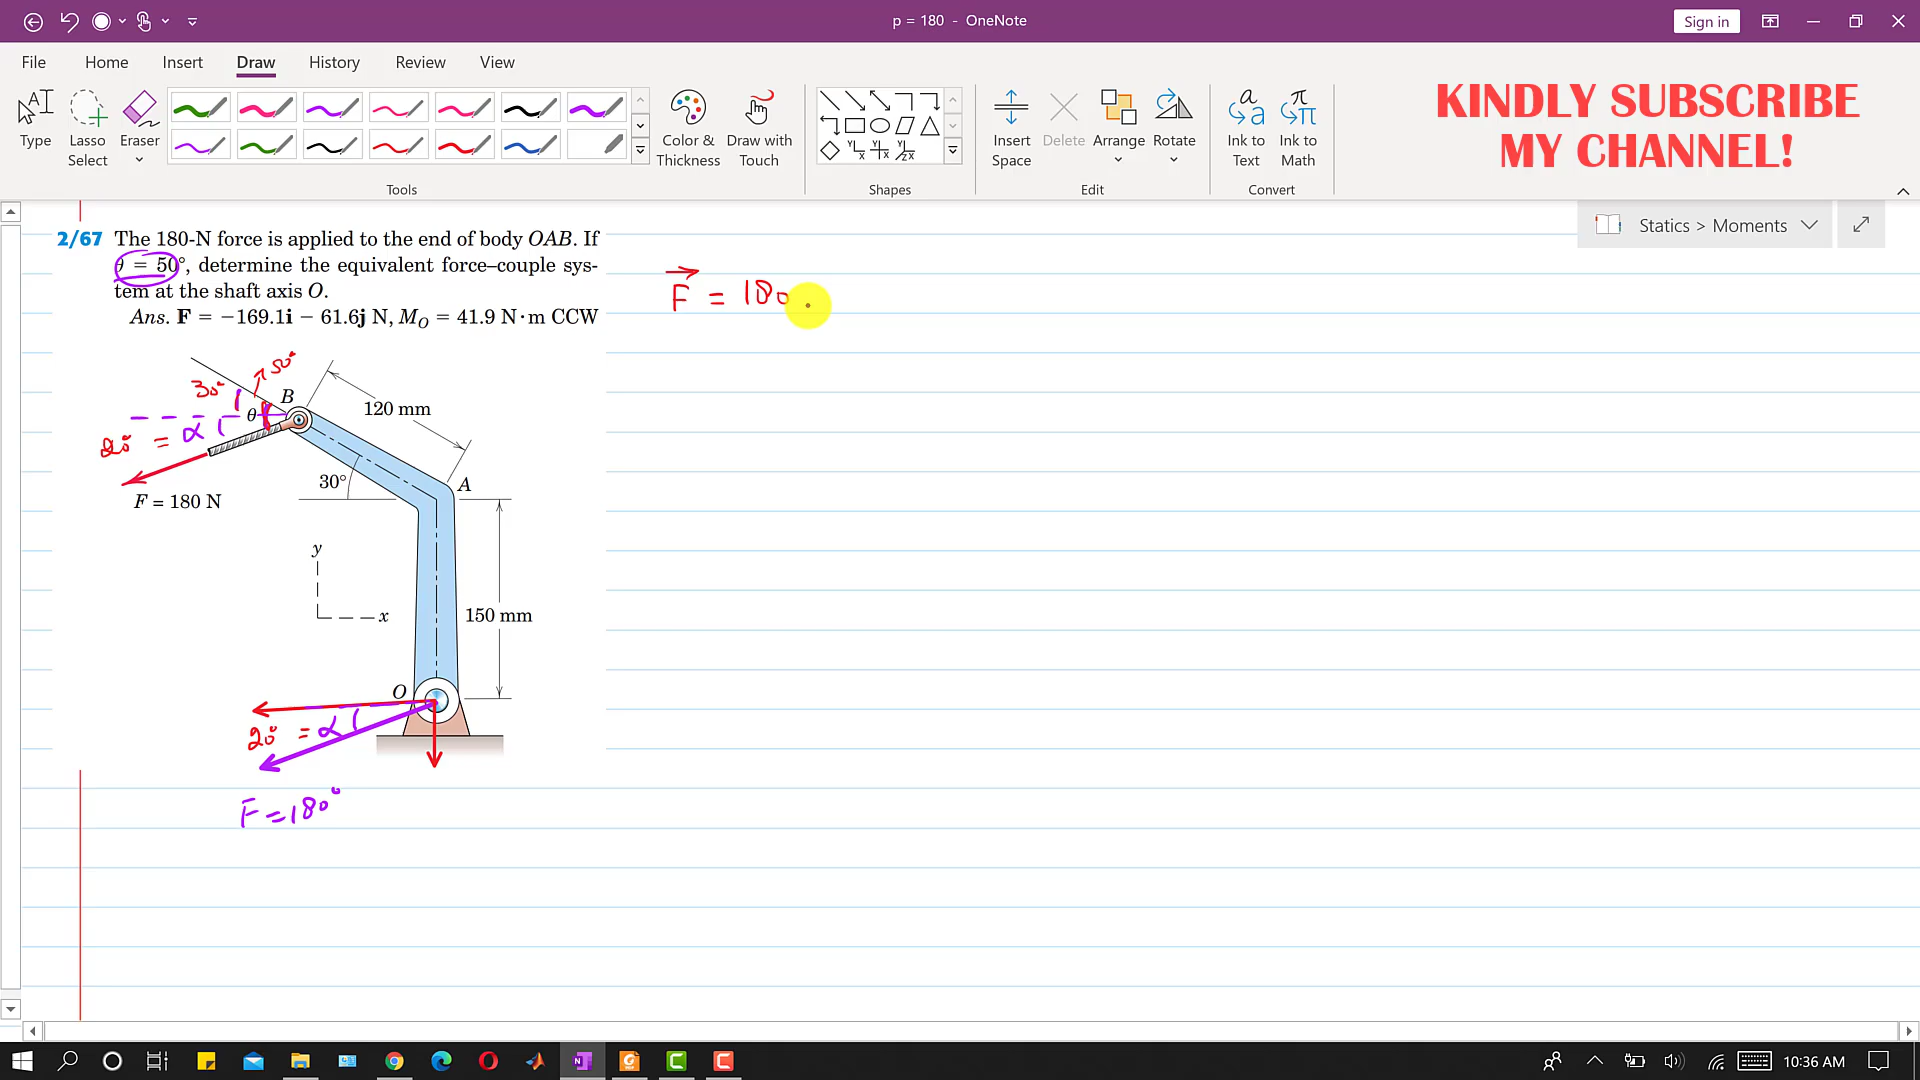 p = 180 - OneNote
Sign in
File Home Insert Draw History Review View
KINDLY SUBSCRIBE
MY CHANNEL!
Type
Lasso Select
Eraser
Color & Thickness
Draw with Touch
Insert Space
Delete
Arrange
Rotate
Ink to Text
Ink to Math
Tools
Shapes
Edit
Convert
Statics > Moments
2/67 The 180-N force is applied to the end of body OAB. If
θ = 50°, determine the equivalent force–couple sys-
tem at the shaft axis O.
Ans. F = −169.1i − 61.6j N, M_O = 41.9 N·m CCW
F = 180
50°
30°
B
θ
120 mm
20° = α
30°
A
F = 180 N
y
x
150 mm
O
20° = α
F = 180°
10:36 AM